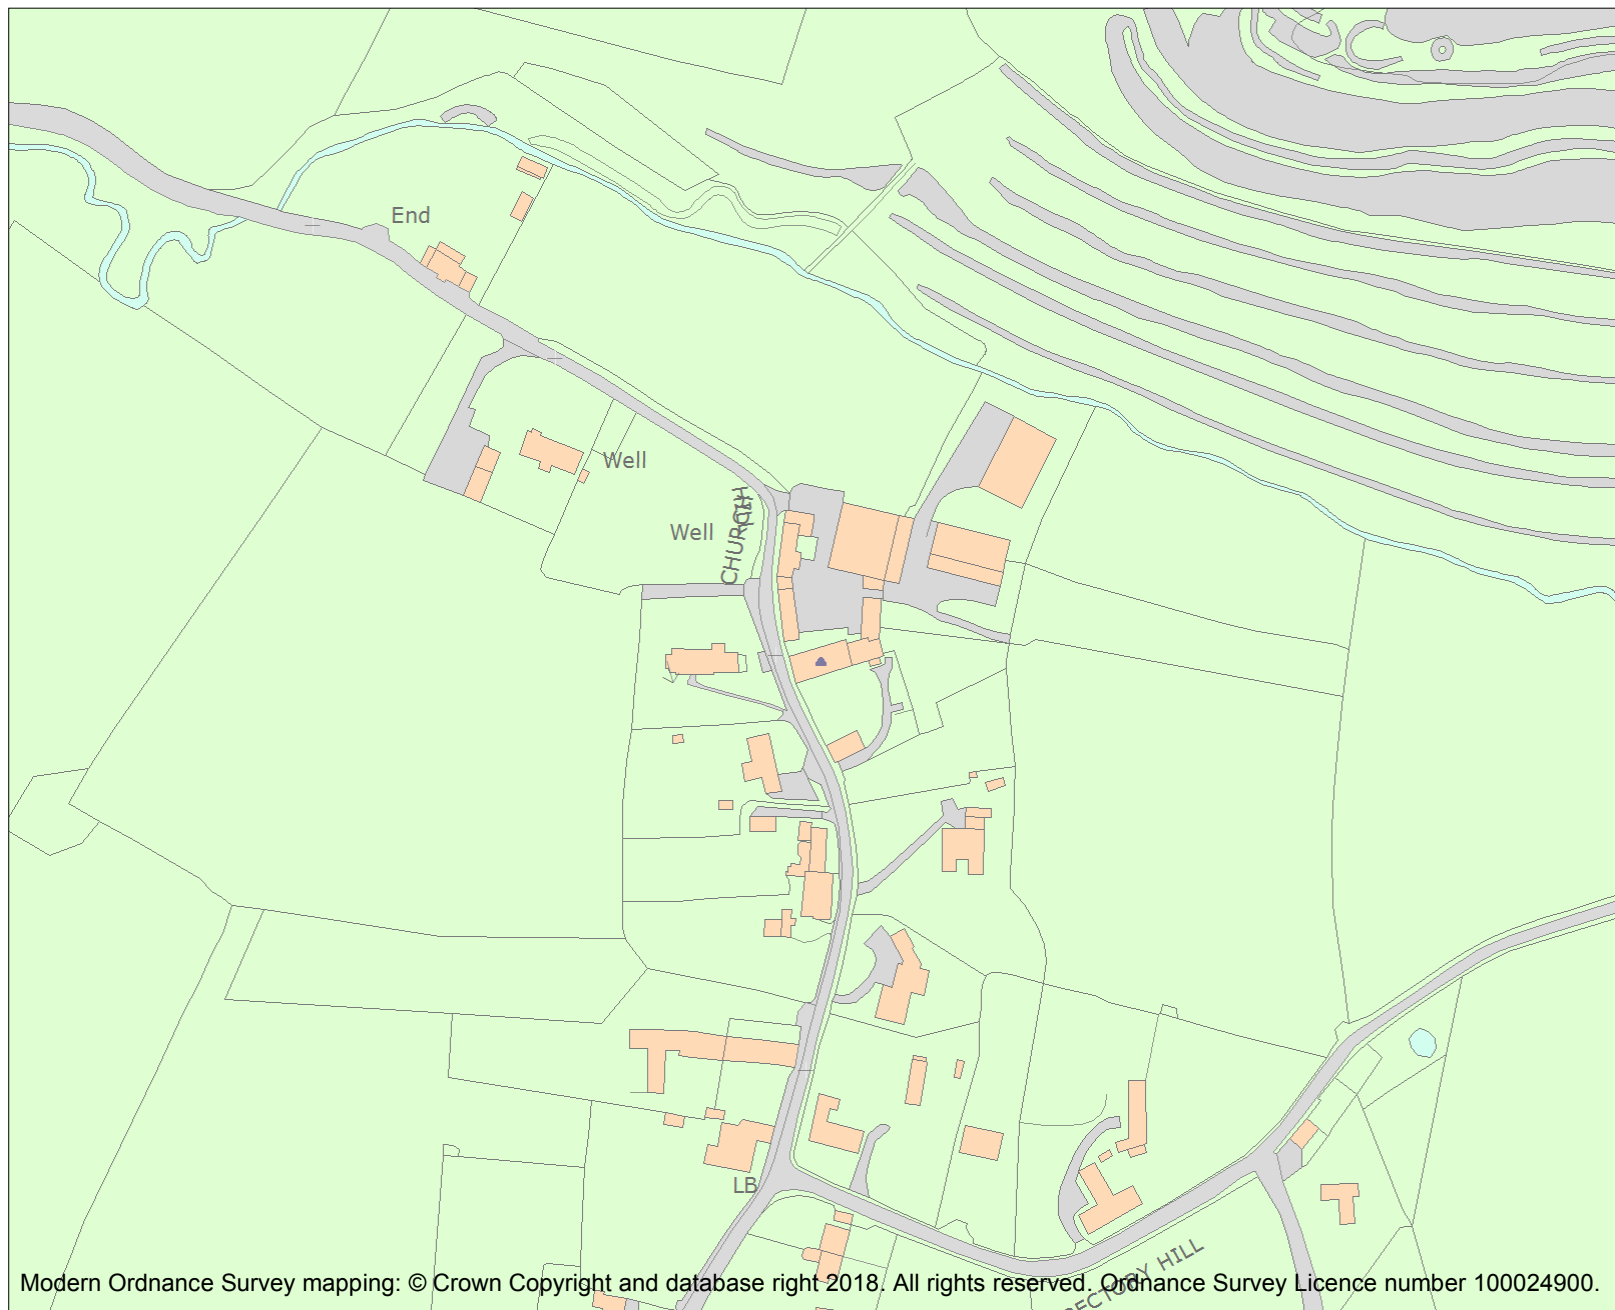 End
Well
Well
CHURCH
HILL
LB
RECTORY HILL
Modern Ordnance Survey mapping: © Crown Copyright and database right 2018. All rights reserved. Ordnance Survey Licence number 100024900.